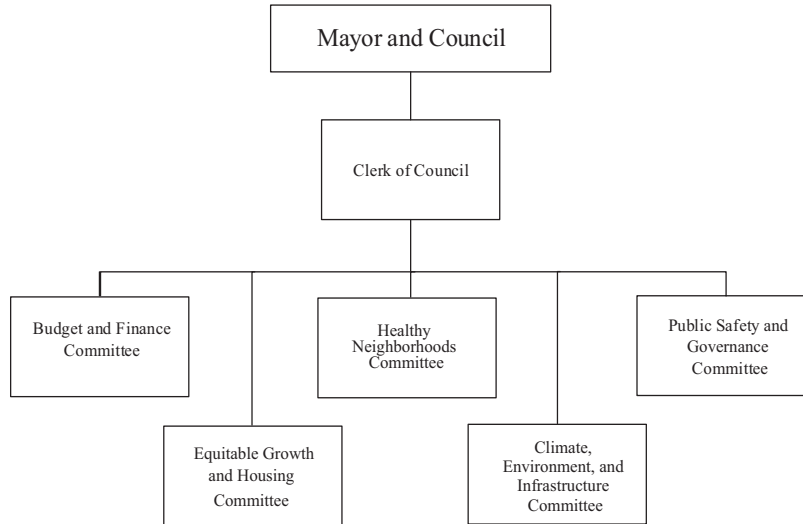 Mayor and Council
Clerk of Council
Budget and Finance
Committee
Healthy
Neighborhoods
Committee
Public Safety and
Governance
Committee
Equitable Growth
and Housing
Committee
Climate,
Environment, and
Infrastructure
Committee